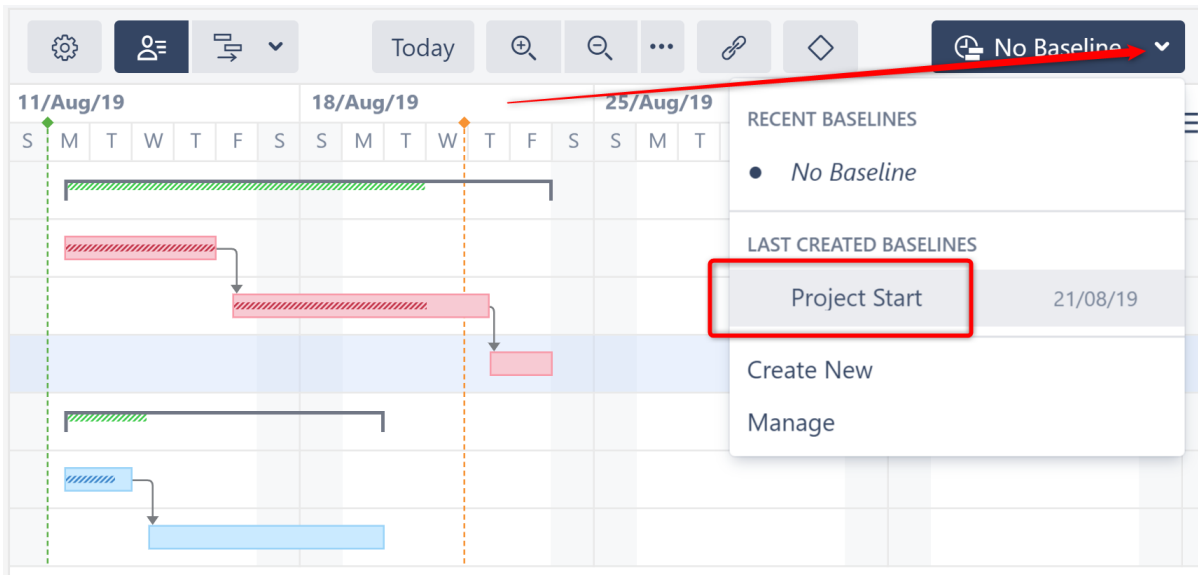 Today
No Baseline
11/Aug/19 18/Aug/19 25/Aug/19
S M T W T F S S M T W T F S S M T
RECENT BASELINES
No Baseline
LAST CREATED BASELINES
Project Start 21/08/19
Create New
Manage